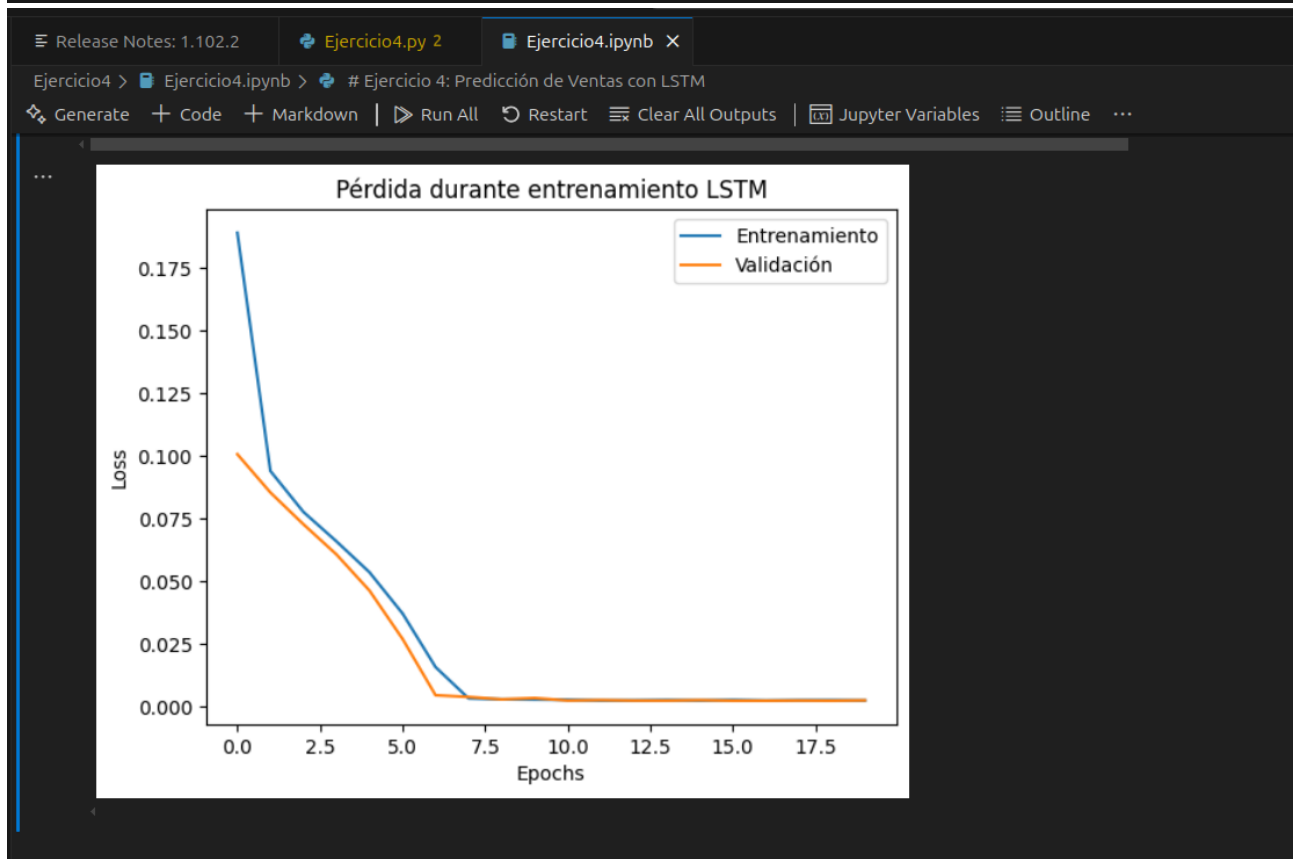 Release Notes: 1.102.2 Ejercicio4.py 2 Ejercicio4.ipynb
Ejercicio4 > Ejercicio4.ipynb > # Ejercicio 4: Predicción de Ventas con LSTM
Generate + Code + Markdown | Run All Restart Clear All Outputs | Jupyter Variables Outline ...
...
Pérdida durante entrenamiento LSTM
Entrenamiento
Validación
0.175
0.150
0.125
0.100
0.075
0.050
0.025
0.000
Loss
0.0 2.5 5.0 7.5 10.0 12.5 15.0 17.5
Epochs